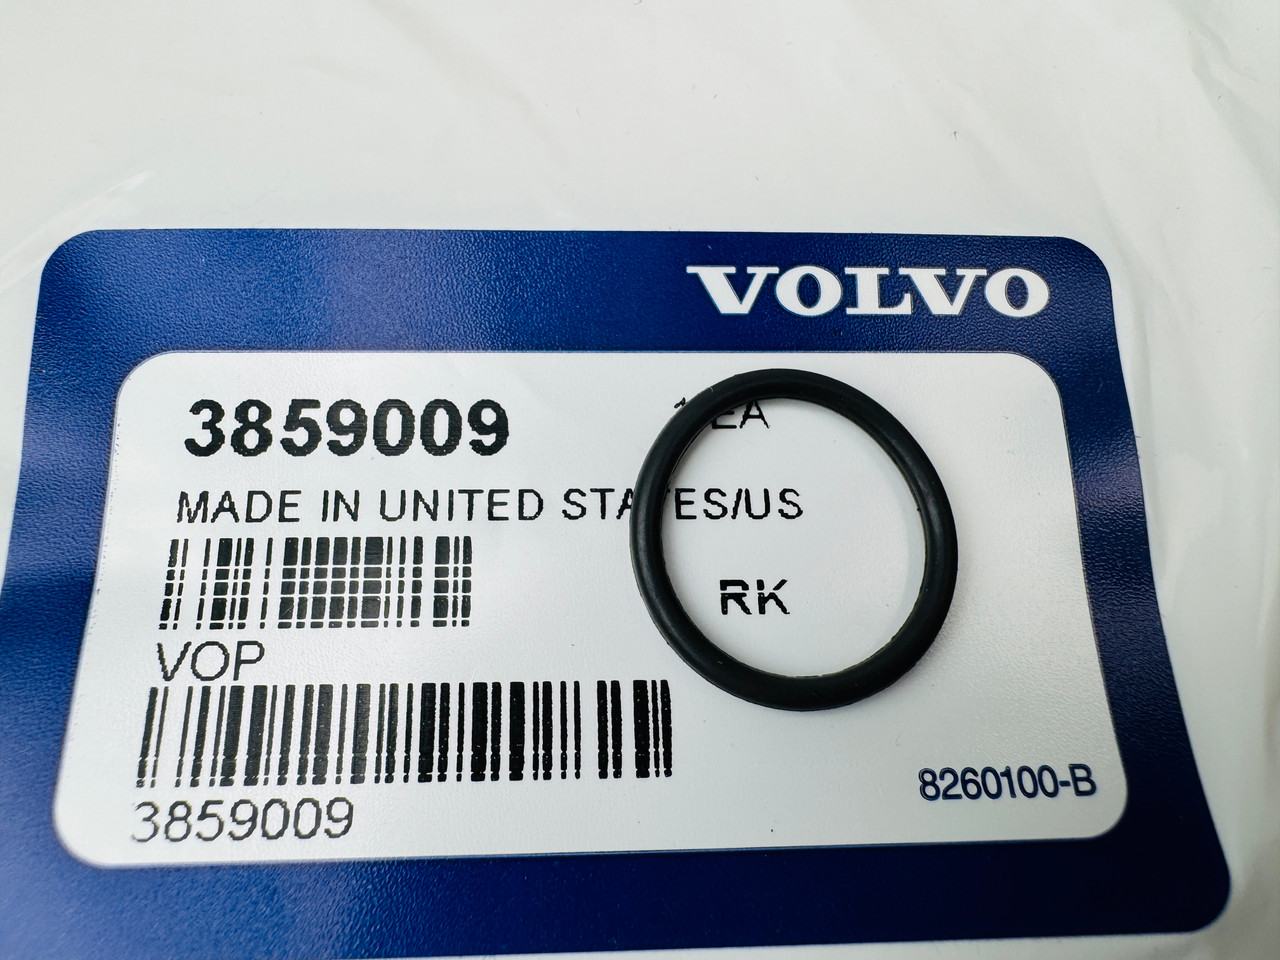 VOLVO
3859009
EA
MADE IN UNITED STATES/US
RK
VOP
3859009
8260100-B